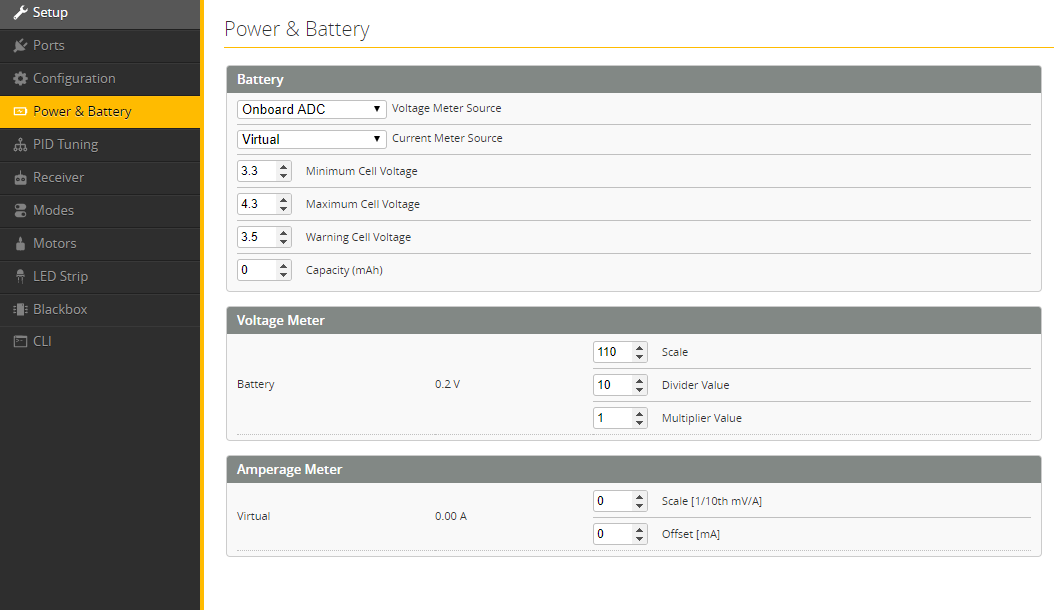 Setup
Ports
Configuration
Power & Battery
PID Tuning
Receiver
Modes
Motors
LED Strip
Blackbox
CLI
Power & Battery
Battery
Onboard ADC Voltage Meter Source
Virtual Current Meter Source
3.3 Minimum Cell Voltage
4.3 Maximum Cell Voltage
3.5 Warning Cell Voltage
0 Capacity (mAh)
Voltage Meter
110 Scale
Battery 0.2 V 10 Divider Value
1 Multiplier Value
Amperage Meter
0 Scale [1/10th mV/A]
Virtual 0.00 A
0 Offset [mA]